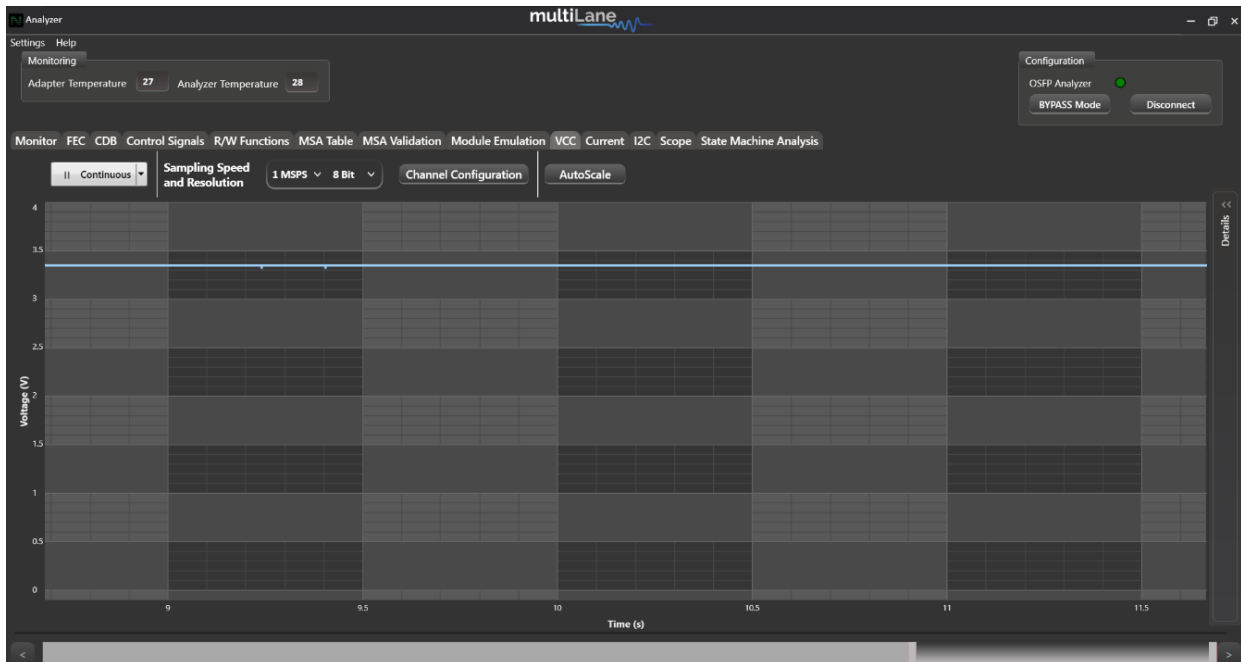 Analyzer
multiLane
Settings Help
Monitoring
Adapter Temperature 27 Analyzer Temperature 28
Configuration
OSFP Analyzer
BYPASS Mode Disconnect
Monitor FEC CDB Control Signals R/W Functions MSA Table MSA Validation Module Emulation VCC Current I2C Scope State Machine Analysis
Continuous
Sampling Speed
and Resolution
1 MSPS 8 Bit
Channel Configuration
AutoScale
<< Details
4
3.5
3
2.5
2
1.5
1
0.5
0
Voltage (V)
9 9.5 10 10.5 11 11.5
Time (s)
< >